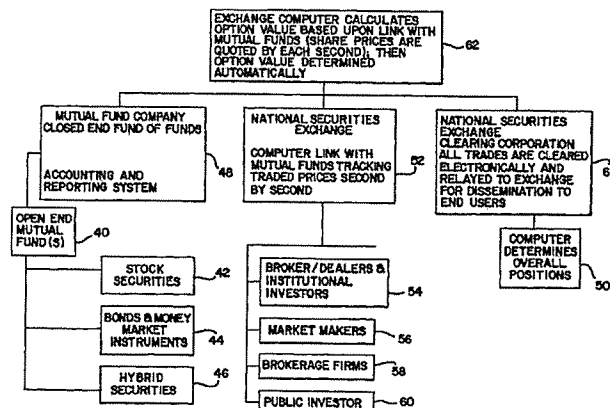 EXCHANGE COMPUTER CALCULATES
OPTION VALUE BASED UPON LINK WITH
MUTUAL FUNDS (SHARE PRICES ARE
QUOTED BY EACH SECOND); THEN
OPTION VALUE DETERMINED
AUTOMATICALLY
62
MUTUAL FUND COMPANY
CLOSED END FUND OF FUNDS
ACCOUNTING AND
REPORTING SYSTEM
48
NATIONAL SECURITIES
EXCHANGE
COMPUTER LINK WITH
MUTUAL FUNDS TRACKING
TRADED PRICES SECOND
BY SECOND
52
NATIONAL SECURITIES
EXCHANGE
CLEARING CORPORATION
ALL TRADES ARE CLEARED
ELECTRONICALLY AND
RELAYED TO EXCHANGE
FOR DISSEMINATION TO
END USERS
OPEN END
MUTUAL
FUND(S)
40
STOCK
SECURITIES
42
BONDS & MONEY
MARKET
INSTRUMENTS
44
HYBRID
SECURITIES
46
BROKER/DEALERS &
INSTITUTIONAL
INVESTORS
54
MARKET MAKERS
56
BROKERAGE FIRMS
58
PUBLIC INVESTOR
60
COMPUTER
DETERMINES
OVERALL
POSITIONS
50